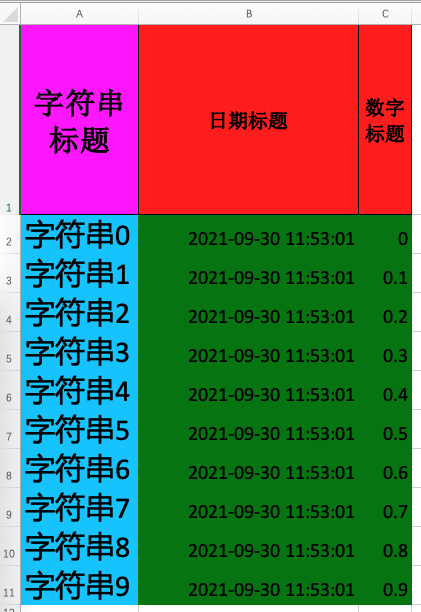 A B C
1 字符串
标题 日期标题 数字
标题
2 字符串0 2021-09-30 11:53:01 0
3 字符串1 2021-09-30 11:53:01 0.1
4 字符串2 2021-09-30 11:53:01 0.2
5 字符串3 2021-09-30 11:53:01 0.3
6 字符串4 2021-09-30 11:53:01 0.4
7 字符串5 2021-09-30 11:53:01 0.5
8 字符串6 2021-09-30 11:53:01 0.6
9 字符串7 2021-09-30 11:53:01 0.7
10 字符串8 2021-09-30 11:53:01 0.8
11 字符串9 2021-09-30 11:53:01 0.9